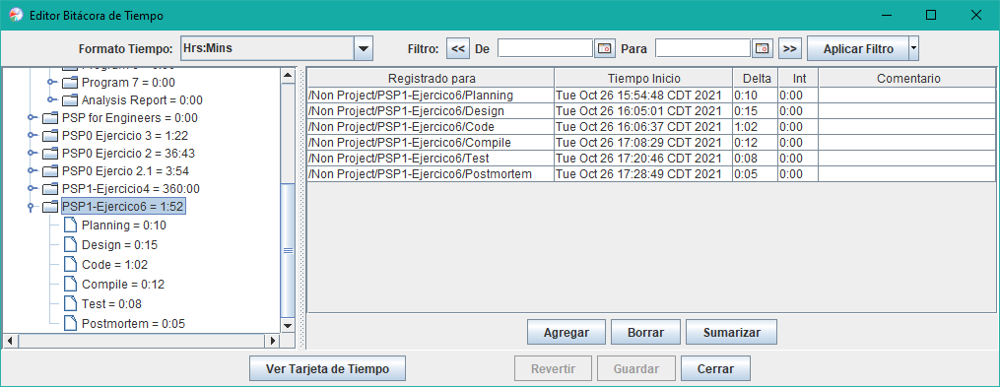 Editor Bitácora de Tiempo
Formato Tiempo: Hrs:Mins Filtro: << De Para >> Aplicar Filtro
Program 7 = 0:00
Analysis Report = 0:00
PSP for Engineers = 0:00
PSP0 Ejercicio 3 = 1:22
PSP0 Ejercicio 2 = 36:43
PSP0 Ejercio 2.1 = 3:54
PSP1-Ejercicio4 = 360:00
PSP1-Ejercico6 = 1:52
Planning = 0:10
Design = 0:15
Code = 1:02
Compile = 0:12
Test = 0:08
Postmortem = 0:05
Registrado para Tiempo Inicio Delta Int Comentario
/Non Project/PSP1-Ejercico6/Planning Tue Oct 26 15:54:48 CDT 2021 0:10 0:00
/Non Project/PSP1-Ejercico6/Design Tue Oct 26 16:05:01 CDT 2021 0:15 0:00
/Non Project/PSP1-Ejercico6/Code Tue Oct 26 16:06:37 CDT 2021 1:02 0:00
/Non Project/PSP1-Ejercico6/Compile Tue Oct 26 17:08:29 CDT 2021 0:12 0:00
/Non Project/PSP1-Ejercico6/Test Tue Oct 26 17:20:46 CDT 2021 0:08 0:00
/Non Project/PSP1-Ejercico6/Postmortem Tue Oct 26 17:28:49 CDT 2021 0:05 0:00
Agregar Borrar Sumarizar
Ver Tarjeta de Tiempo Revertir Guardar Cerrar